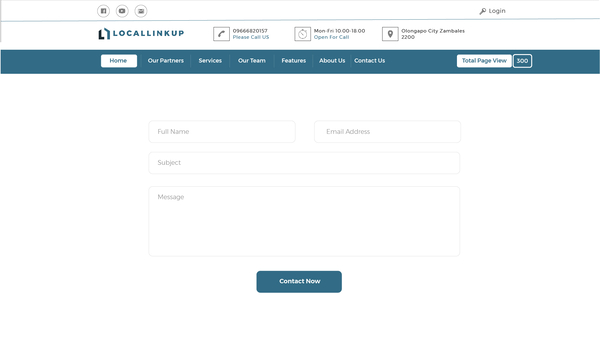 Login
LOCALLINKUP
09666820157
Please Call US
Mon-Fri 10.00-18.00
Open For Call
Olongapo City Zambales
2200
Home
Our Partners
Services
Our Team
Features
About Us
Contact Us
Total Page View
300
Full Name
Email Address
Subject
Message
Contact Now